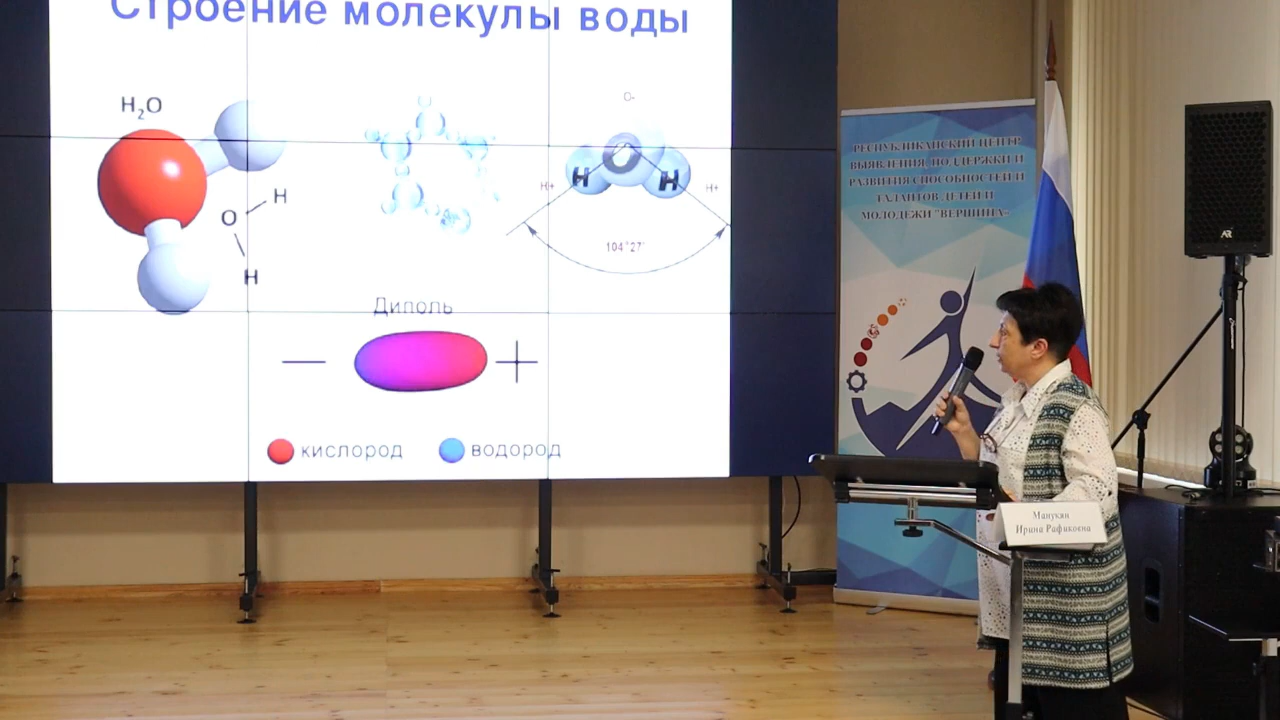 Строение молекулы воды
H₂O
O
H
H
O-
O
H
H
H+
H+
104°27'
Диполь
—
+
кислород
водород
РЕСПУБЛИКАНСКИЙ ЦЕНТР
ВЫЯВЛЕНИЯ, ПОДДЕРЖКИ И
РАЗВИТИЯ СПОСОБНОСТЕЙ И
ТАЛАНТОВ ДЕТЕЙ И
МОЛОДЕЖИ "ВЕРШИНА"
AR
Манукян
Ирина Рафиковна